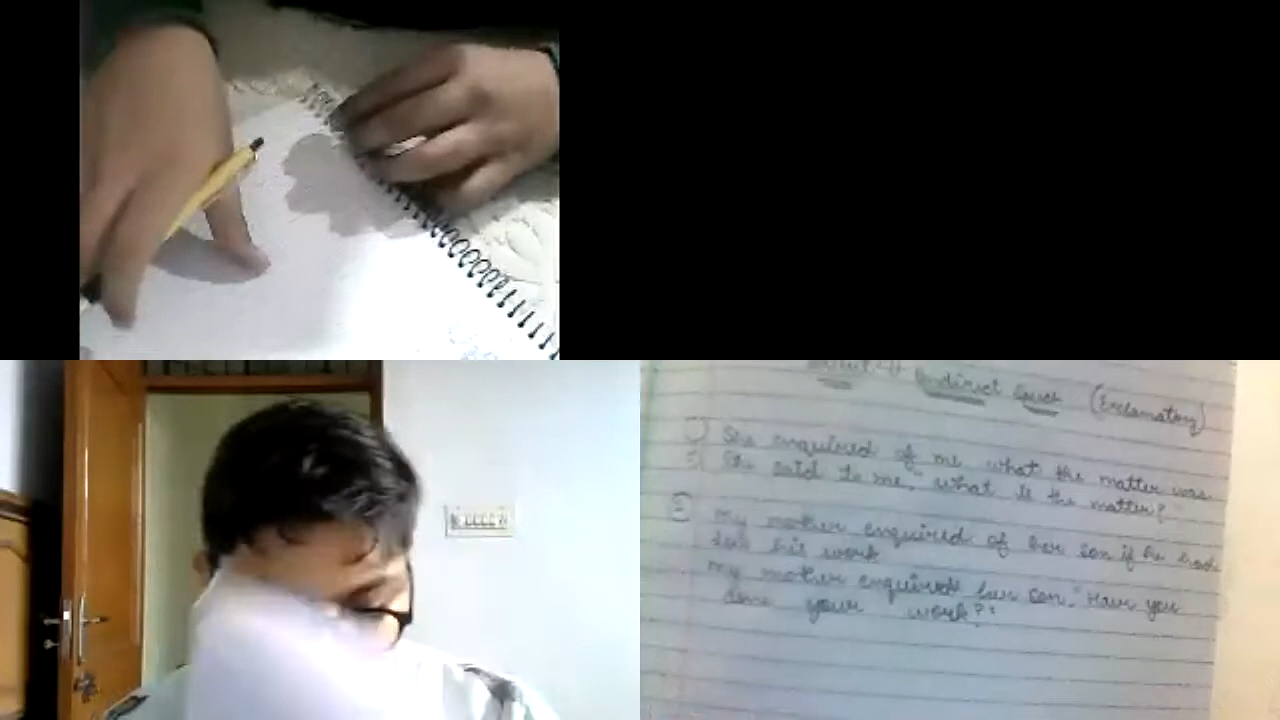 Indirect Speech (Exclamatory)
1) She enquired of me what the matter was.
She said to me, "what is the matter?"
2) My mother enquired of her son if he had
his work
My mother enquired her son. "Have you
done your work?"